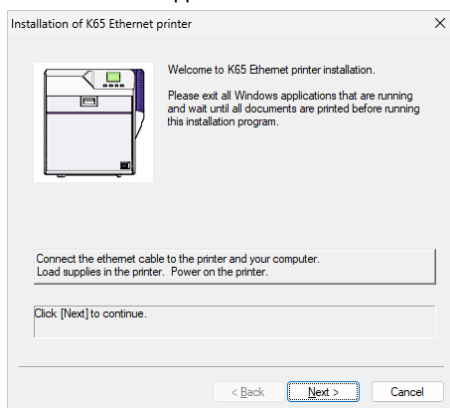 Installation of K65 Ethernet printer
Welcome to K65 Ethernet printer installation.
Please exit all Windows applications that are running
and wait until all documents are printed before running
this installation program.
Connect the ethernet cable to the printer and your computer.
Load supplies in the printer.  Power on the printer.
Click [Next] to continue.
< Back
Next >
Cancel